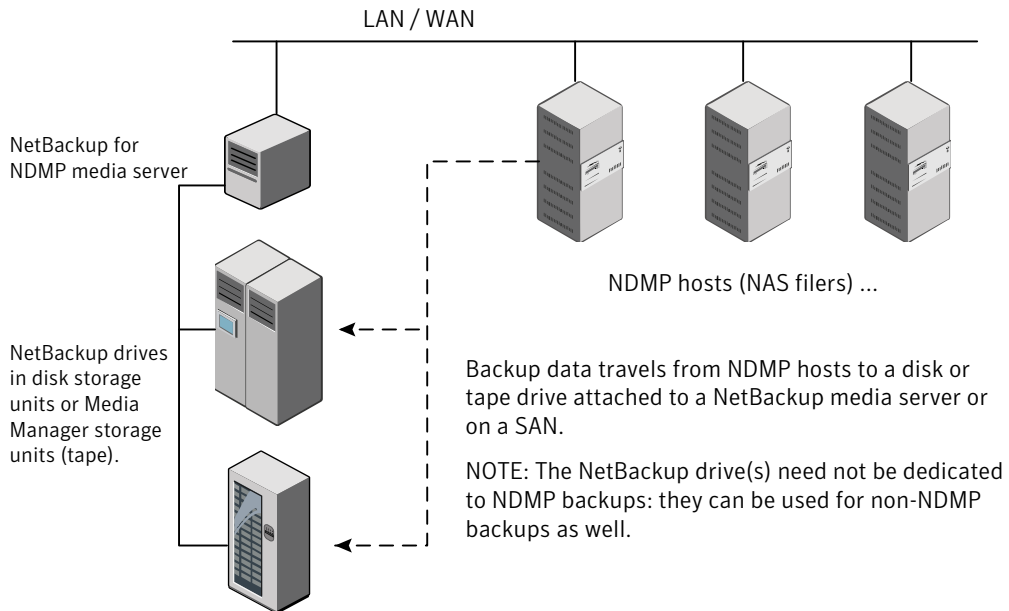 LAN / WAN
NetBackup for
NDMP media server
NDMP hosts (NAS filers) ...
NetBackup drives
in disk storage
units or Media
Manager storage
units (tape).
Backup data travels from NDMP hosts to a disk or
tape drive attached to a NetBackup media server or
on a SAN.
NOTE: The NetBackup drive(s) need not be dedicated
to NDMP backups: they can be used for non-NDMP
backups as well.